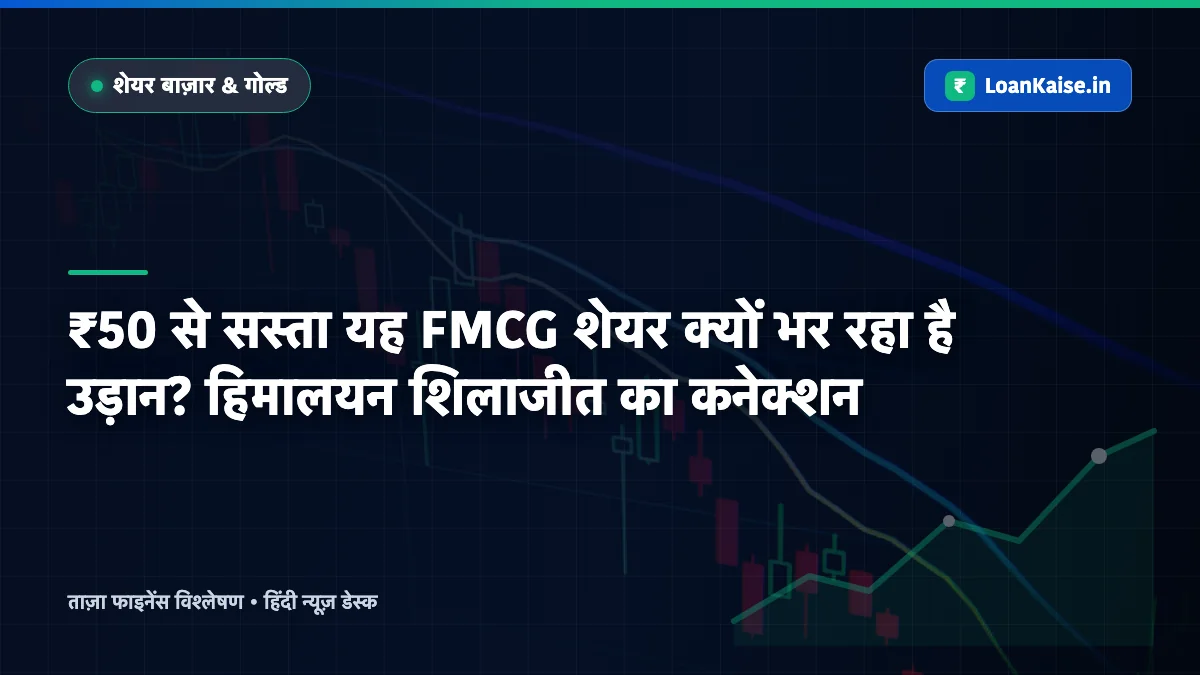 शेयर बाज़ार & गोल्ड
₹ LoanKaise.in
₹50 से सस्ता यह FMCG शेयर क्यों भर रहा है
उड़ान? हिमालयन शिलाजीत का कनेक्शन
ताज़ा फाइनेंस विश्लेषण • हिंदी न्यूज़ डेस्क